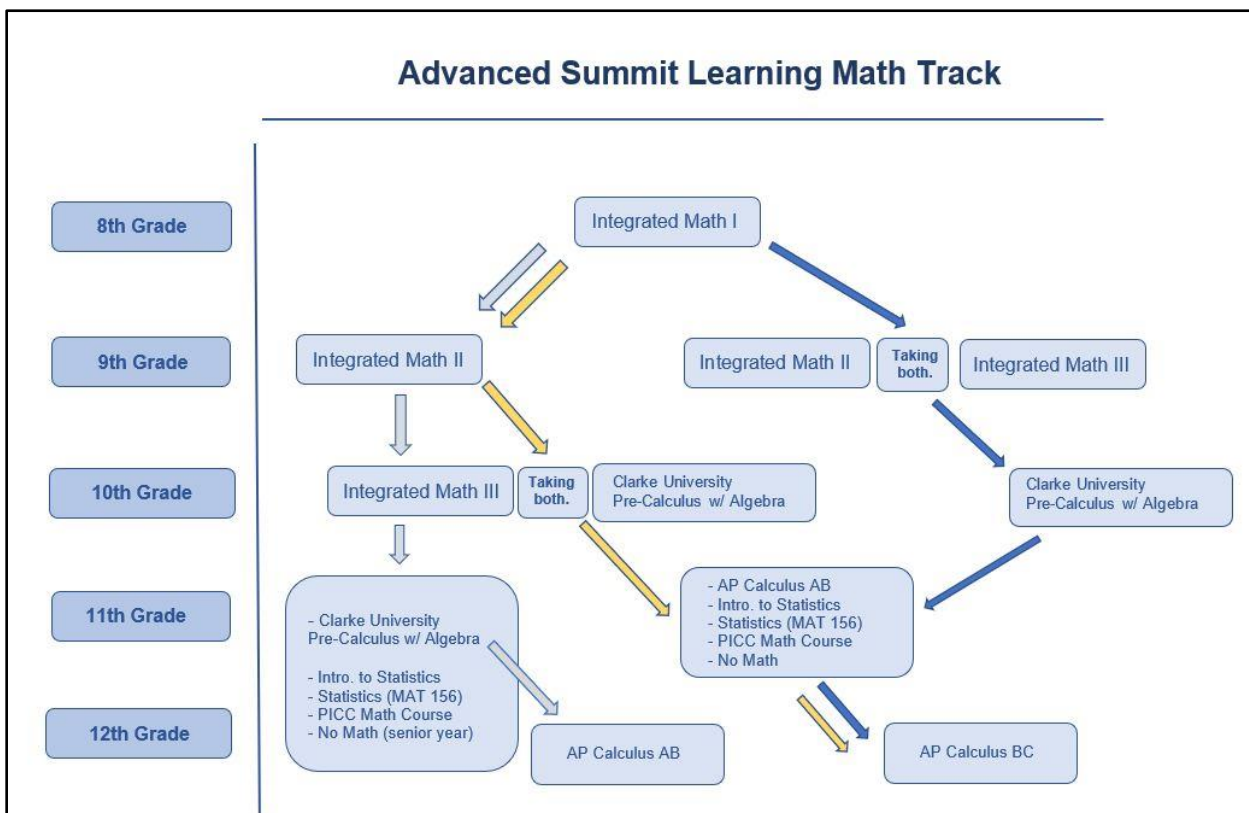 Advanced Summit Learning Math Track
8th Grade
Integrated Math I
9th Grade
Integrated Math II
Integrated Math II
Taking
both.
Integrated Math III
10th Grade
Integrated Math III
Taking
both.
Clarke University
Pre-Calculus w/ Algebra
Clarke University
Pre-Calculus w/ Algebra
11th Grade
- Clarke University
Pre-Calculus w/ Algebra
- Intro. to Statistics
- Statistics (MAT 156)
- PICC Math Course
- No Math (senior year)
- AP Calculus AB
- Intro. to Statistics
- Statistics (MAT 156)
- PICC Math Course
- No Math
12th Grade
AP Calculus AB
AP Calculus BC